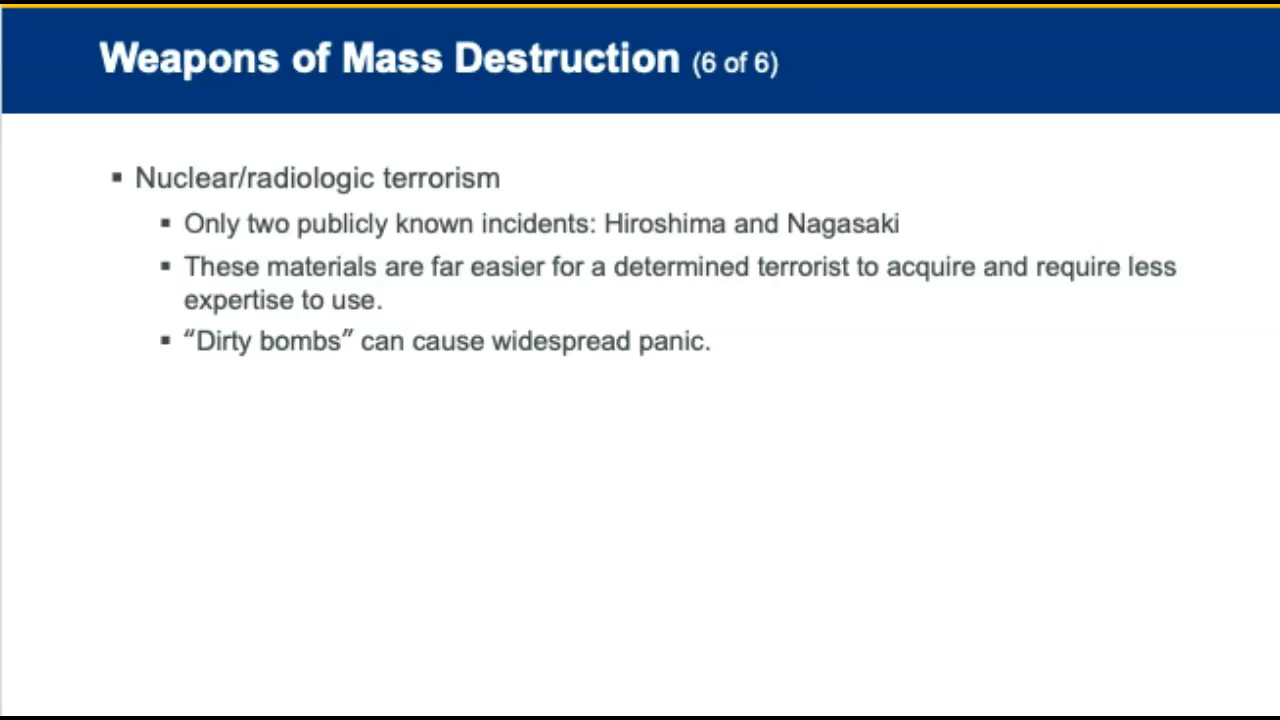 Weapons of Mass Destruction (6 of 6)
▪ Nuclear/radiologic terrorism
▪ Only two publicly known incidents: Hiroshima and Nagasaki
▪ These materials are far easier for a determined terrorist to acquire and require less
expertise to use.
▪ “Dirty bombs” can cause widespread panic.